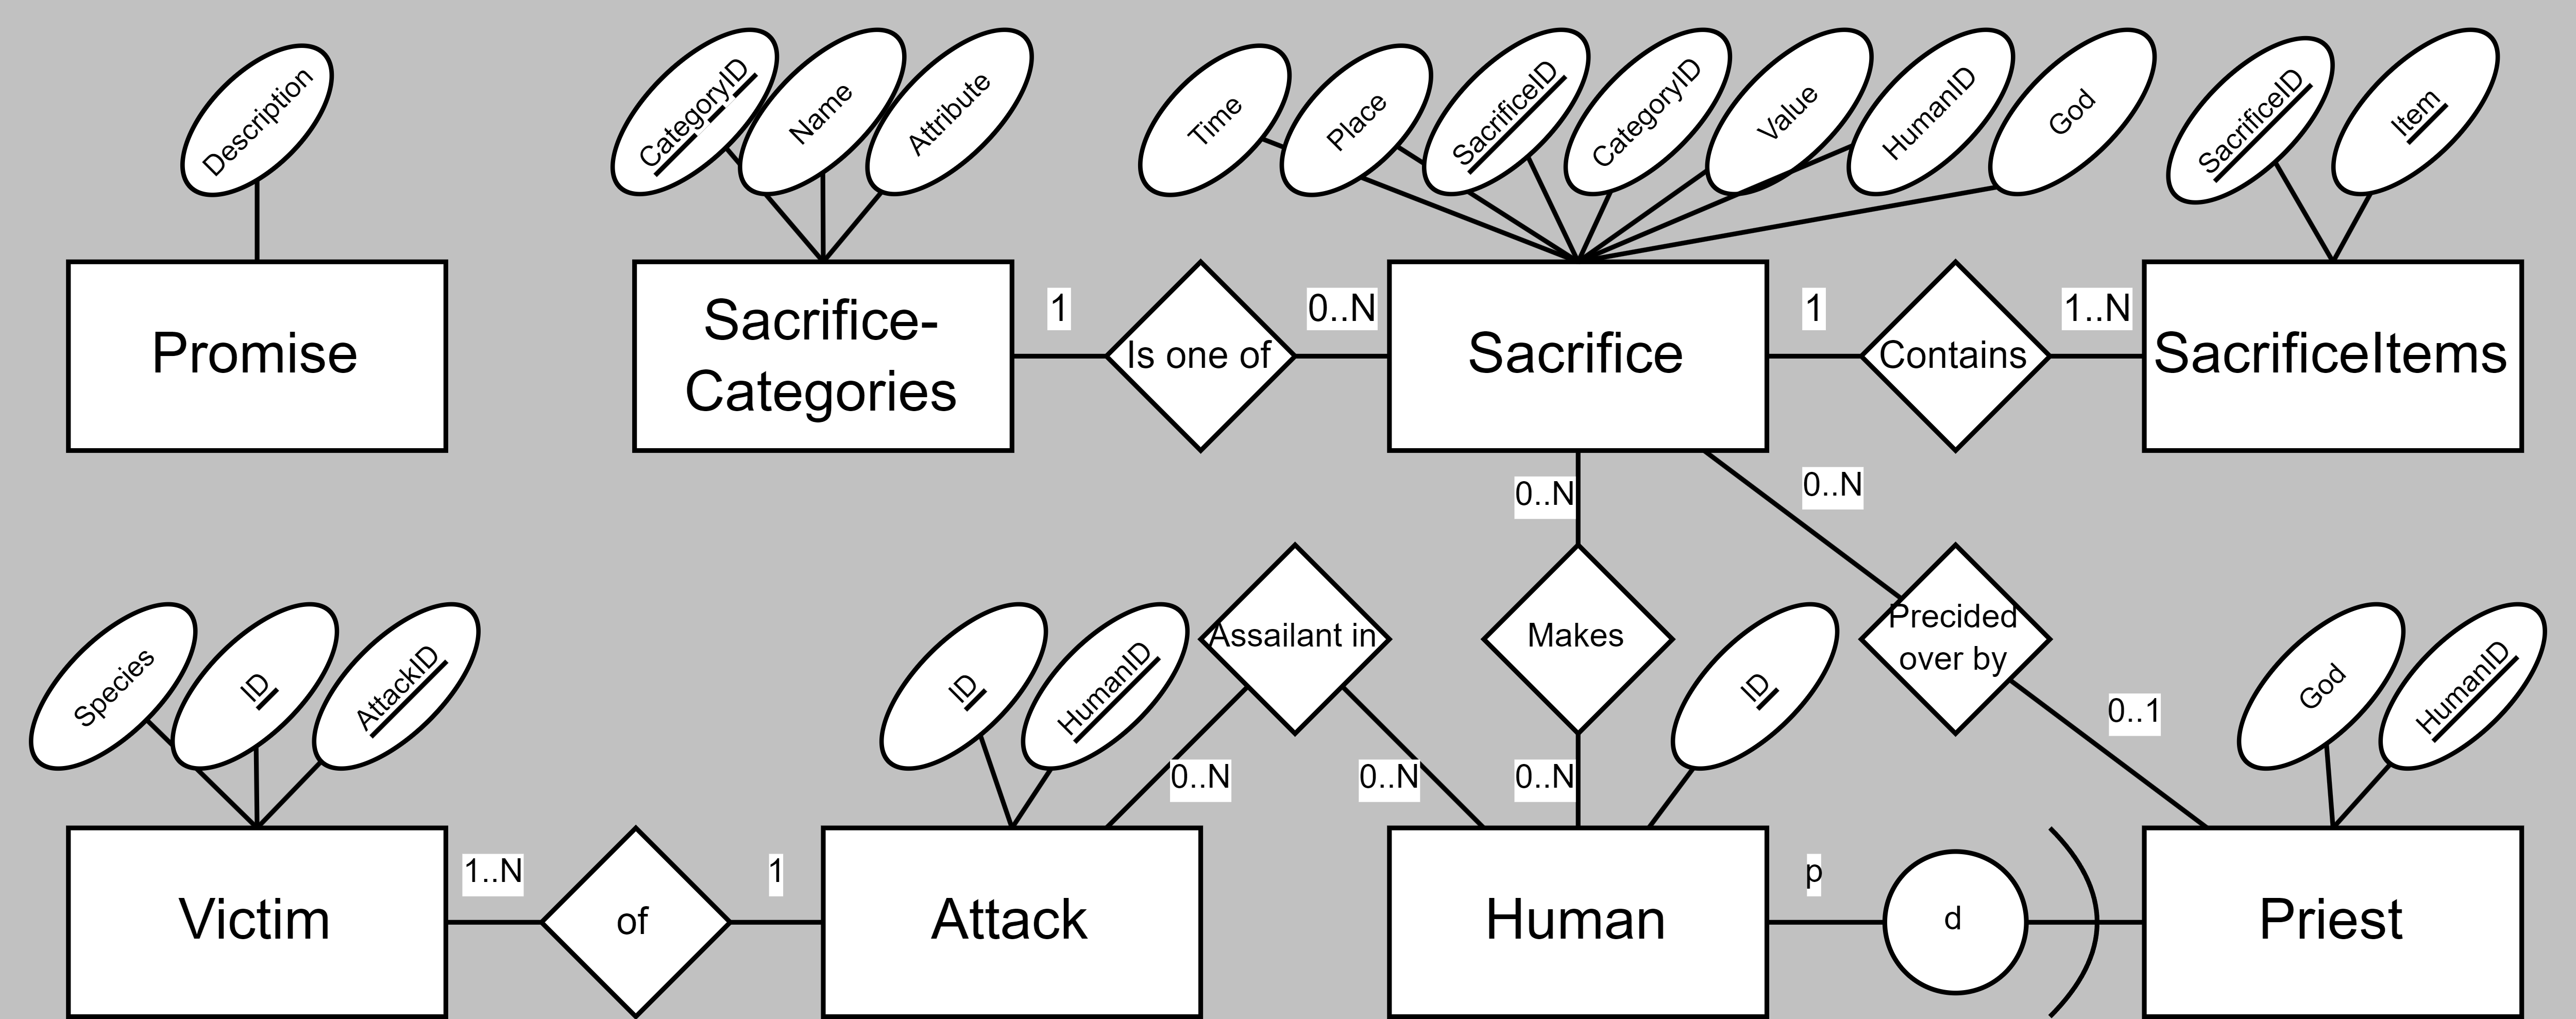 Description
CategoryID
Name
Attribute
Time
Place
SacrificeID
CategoryID
Value
HumanID
God
SacrificeID
Item
Promise
Sacrifice-
Categories
1
Is one of
0..N
Sacrifice
1
Contains
1..N
SacrificeItems
0..N
0..N
Species
ID
AttackID
ID
HumanID
Assailant in
Makes
ID
Precided
over by
God
HumanID
0..N
0..N
0..N
0..1
Victim
1..N
of
1
Attack
Human
p
d
Priest